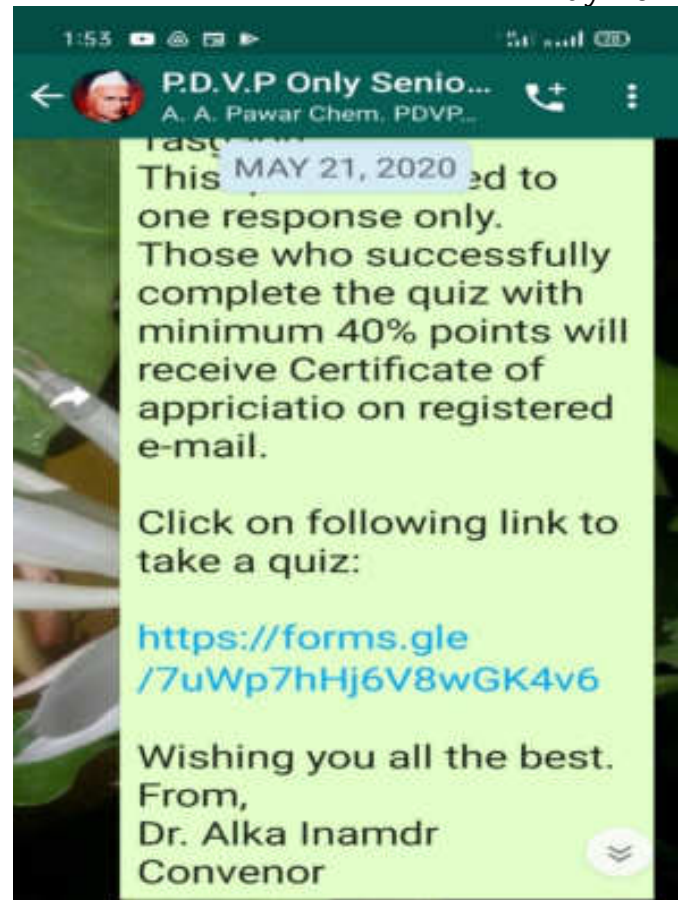 1:53
P.D.V.P Only Senio...
A. A. Pawar Chem. PDVP...
MAY 21, 2020
This ed to
one response only.
Those who successfully
complete the quiz with
minimum 40% points will
receive Certificate of
appriciatio on registered
e-mail.
Click on following link to
take a quiz:
https://forms.gle
/7uWp7hHj6V8wGK4v6
Wishing you all the best.
From,
Dr. Alka Inamdr
Convenor